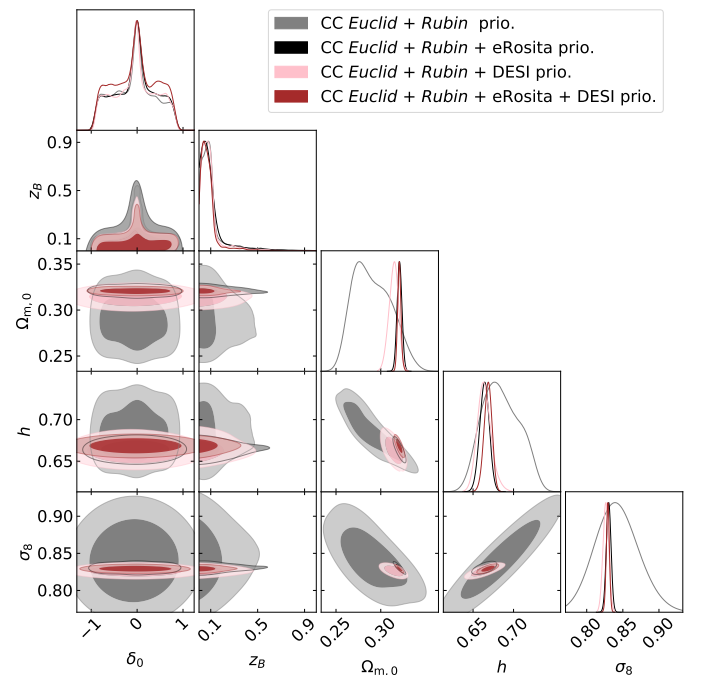 CC Euclid + Rubin prio.
CC Euclid + Rubin + eRosita prio.
CC Euclid + Rubin + DESI prio.
CC Euclid + Rubin + eRosita + DESI prio.
0.9
0.5
0.1
z_B
0.35
0.30
0.25
Ω_m,0
0.70
0.65
h
0.90
0.85
0.80
σ_8
−1 0 1
0.1 0.5 0.9
0.25 0.30
0.65 0.70
0.80 0.85 0.90
δ_0 z_B Ω_m,0 h σ_8